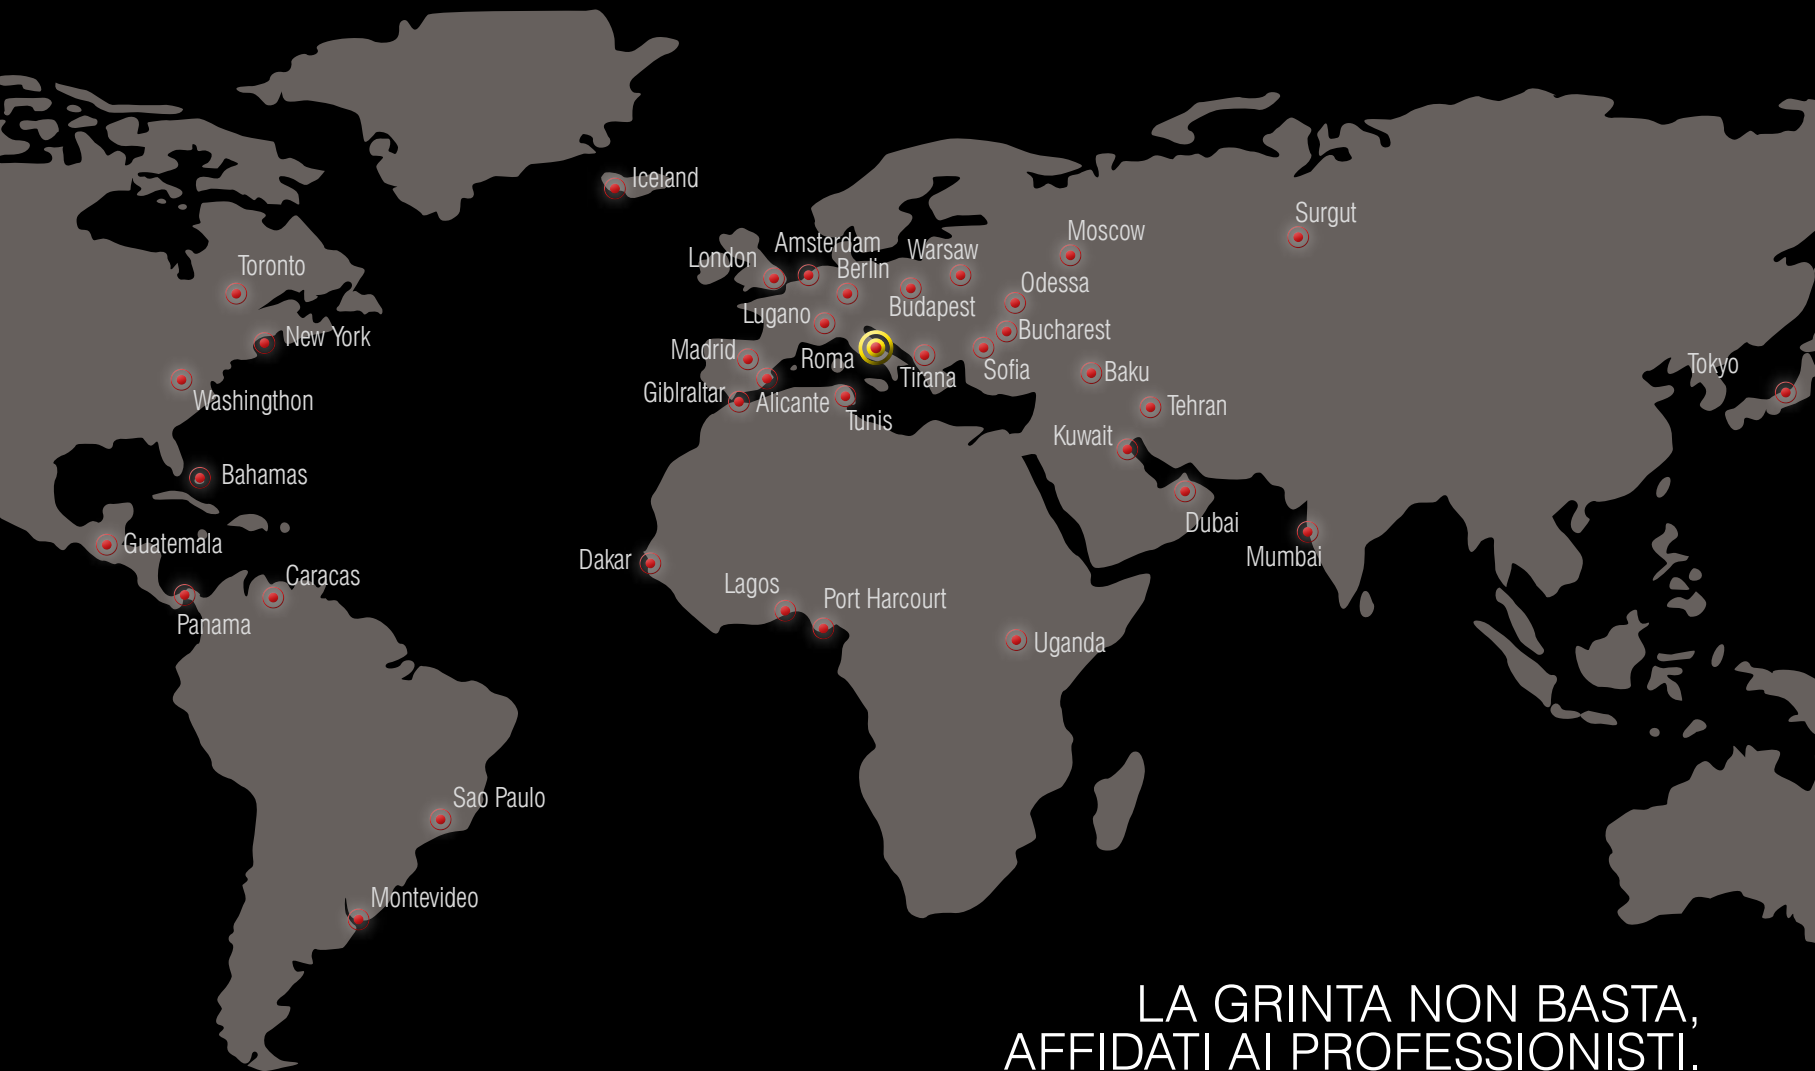 Iceland
Surgut
Moscow
Amsterdam
Warsaw
London
Berlin
Toronto
Odessa
Budapest
Lugano
Bucharest
New York
Madrid
Roma
Tirana
Sofia
Baku
Tokyo
Giblraltar
Alicante
Washingthon
Tunis
Tehran
Kuwait
Bahamas
Dubai
Guatemala
Mumbai
Dakar
Caracas
Lagos
Port Harcourt
Panama
Uganda
Sao Paulo
Montevideo
LA GRINTA NON BASTA,
AFFIDATI AI PROFESSIONISTI.